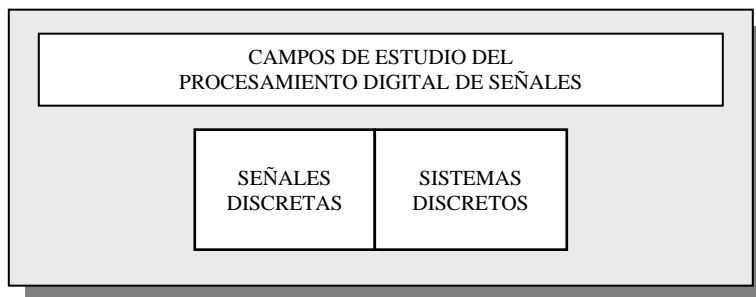 CAMPOS DE ESTUDIO DEL
PROCESAMIENTO DIGITAL DE SEÑALES
SEÑALES
DISCRETAS
SISTEMAS
DISCRETOS